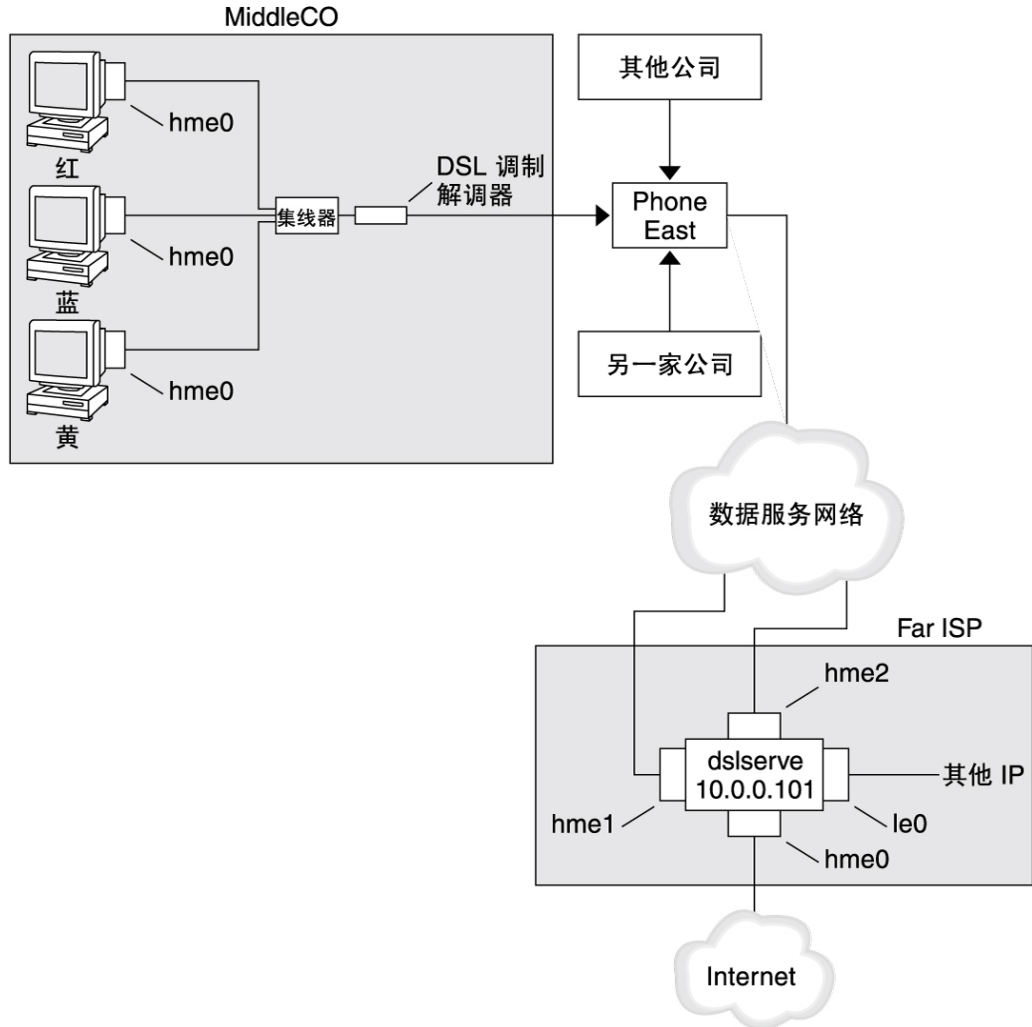 MiddleCO
其他公司
hme0
红
DSL 调制
解调器
集线器
Phone
East
hme0
蓝
另一家公司
hme0
黄
数据服务网络
Far ISP
hme2
dslserve
10.0.0.101
其他 IP
hme1
le0
hme0
Internet